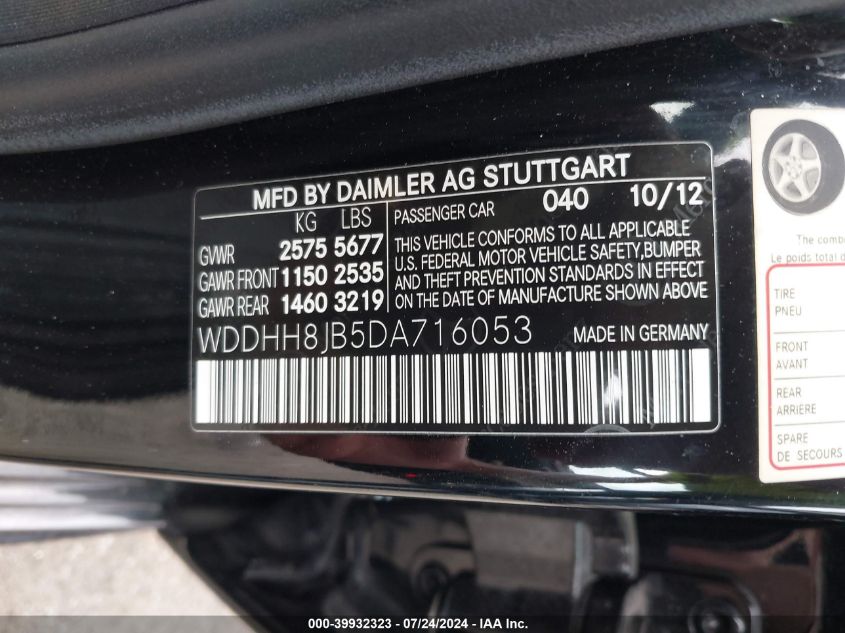 MFD BY DAIMLER AG STUTTGART
KG LBS PASSENGER CAR 040 10/12
GVWR 2575 5677
GAWR FRONT 1150 2535
GAWR REAR 1460 3219
THIS VEHICLE CONFORMS TO ALL APPLICABLE
U.S. FEDERAL MOTOR VEHICLE SAFETY, BUMPER
AND THEFT PREVENTION STANDARDS IN EFFECT
ON THE DATE OF MANUFACTURE SHOWN ABOVE
WDDHH8JB5DA716053 MADE IN GERMANY
The comb
Le poids total d
TIRE
PNEU
FRONT
AVANT
REAR
ARRIERE
SPARE
DE SECOURS
000-39932323 / 07/24/2024 - IAA Inc.